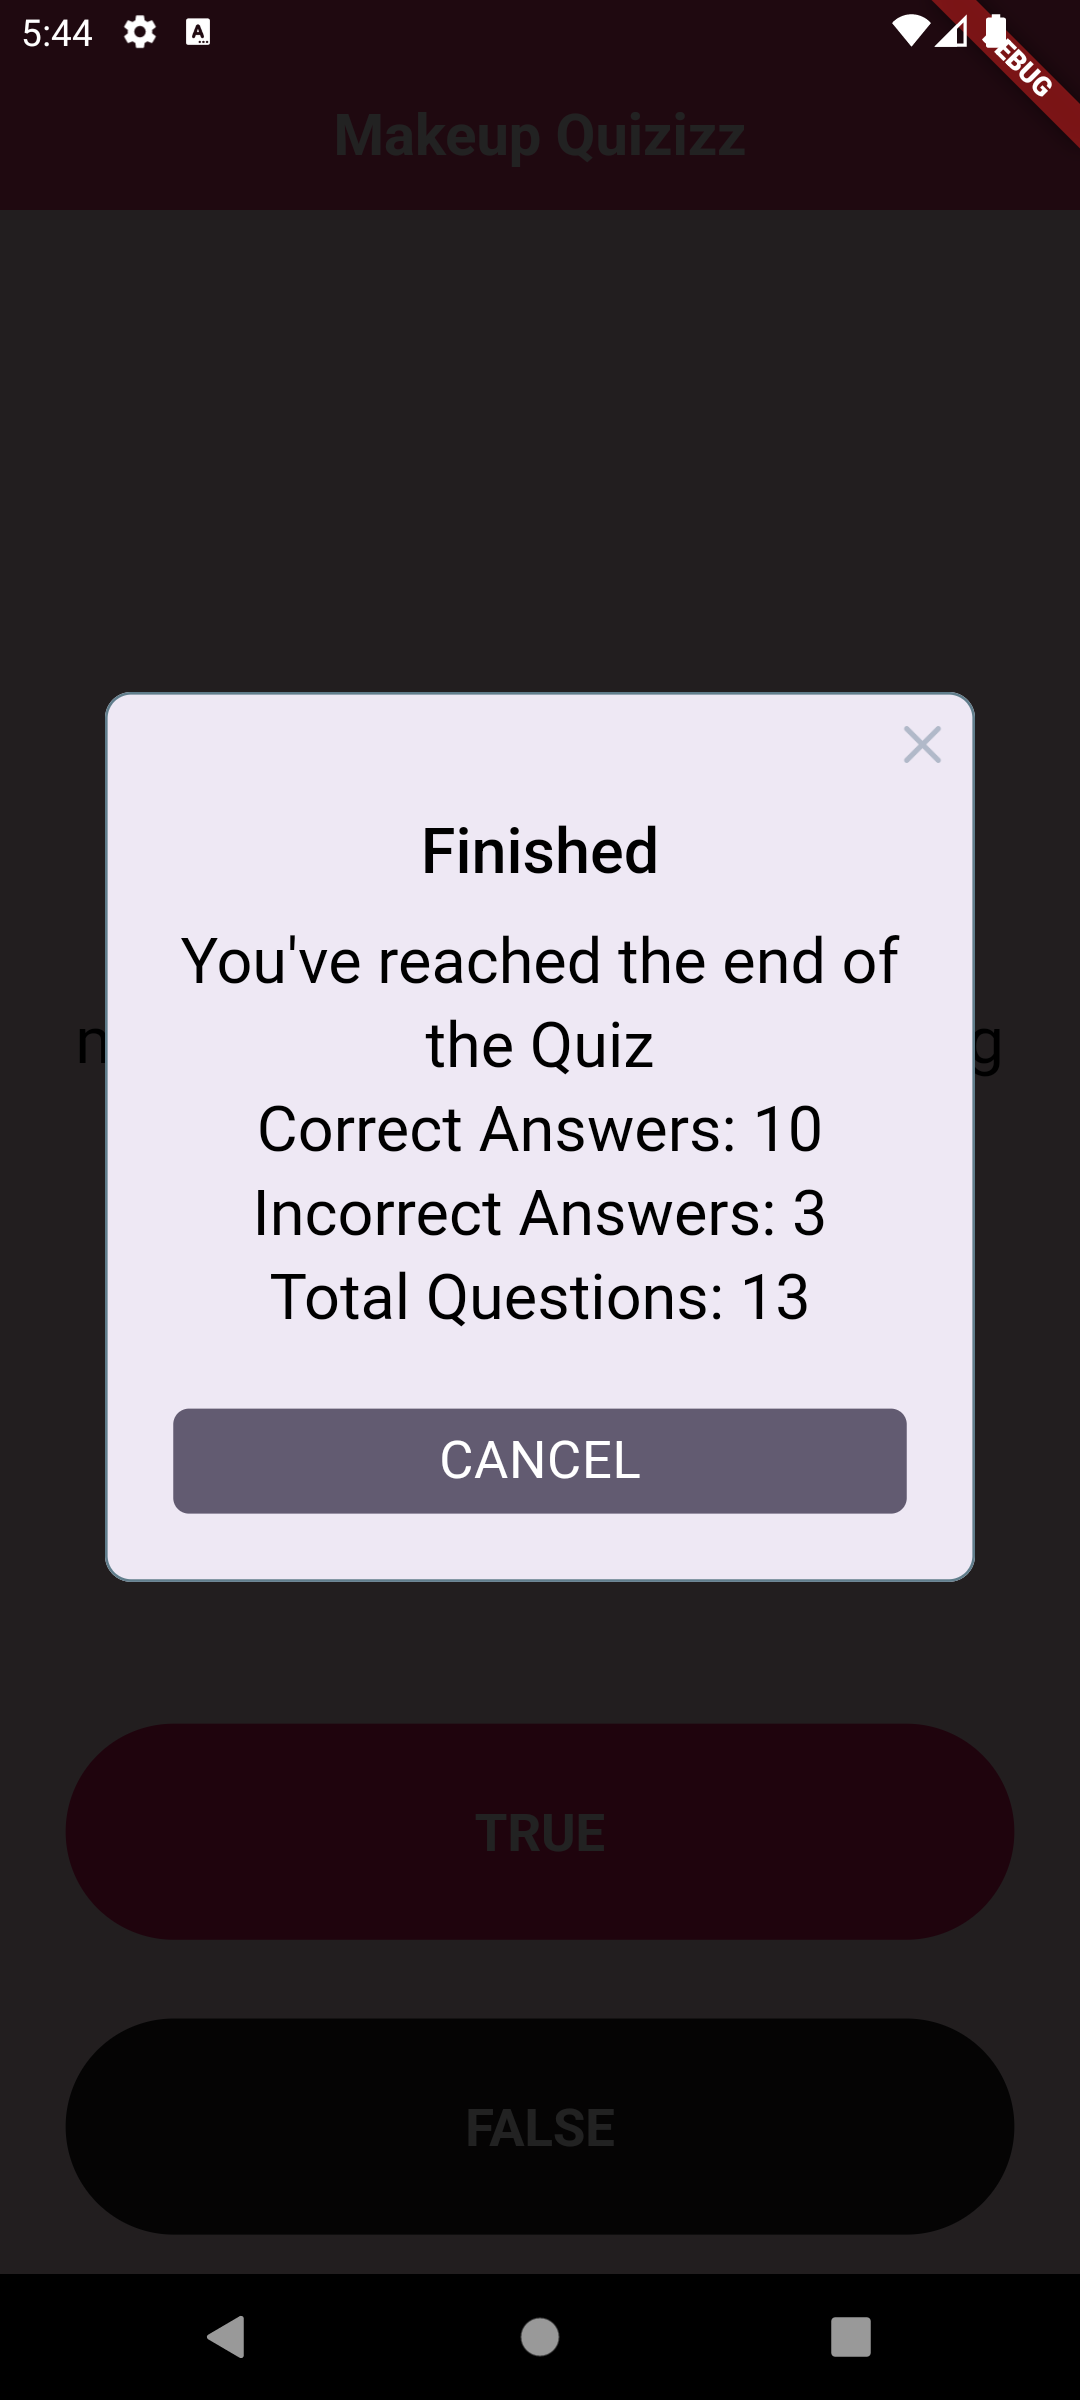 5:44
EBUG
Makeup Quizizz
Finished
You've reached the end of
the Quiz
Correct Answers: 10
Incorrect Answers: 3
Total Questions: 13
CANCEL
TRUE
FALSE